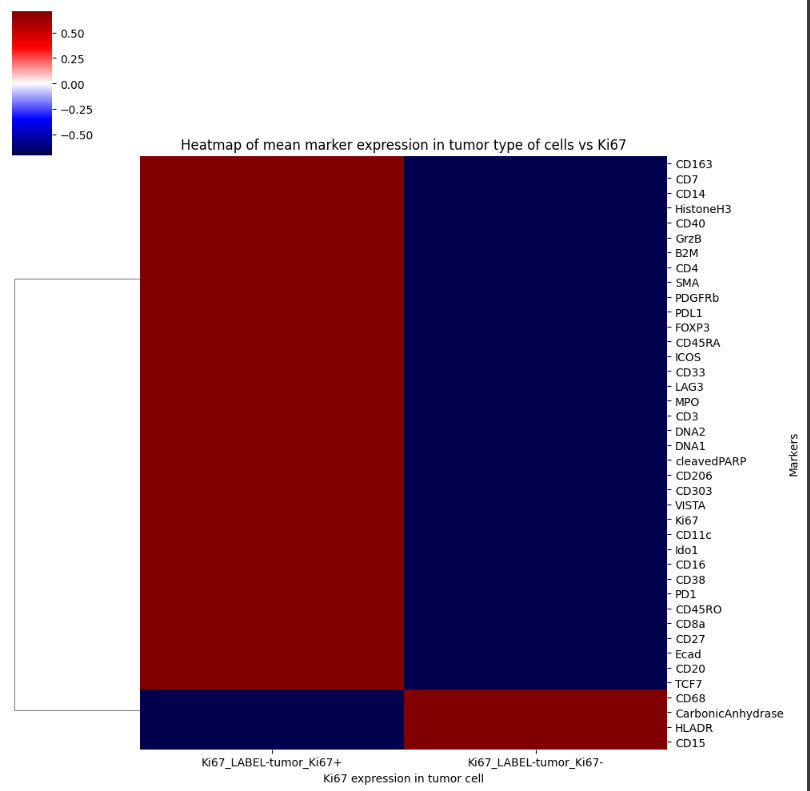 0.50
0.25
0.00
−0.25
−0.50
Heatmap of mean marker expression in tumor type of cells vs Ki67
CD163
CD7
CD14
HistoneH3
CD40
GrzB
B2M
CD4
SMA
PDGFRb
PDL1
FOXP3
CD45RA
ICOS
CD33
LAG3
MPO
CD3
DNA2
DNA1
cleavedPARP
CD206
CD303
VISTA
Ki67
CD11c
Ido1
CD16
CD38
PD1
CD45RO
CD8a
CD27
Ecad
CD20
TCF7
CD68
CarbonicAnhydrase
HLADR
CD15
Markers
Ki67_LABEL-tumor_Ki67+
Ki67_LABEL-tumor_Ki67-
Ki67 expression in tumor cell